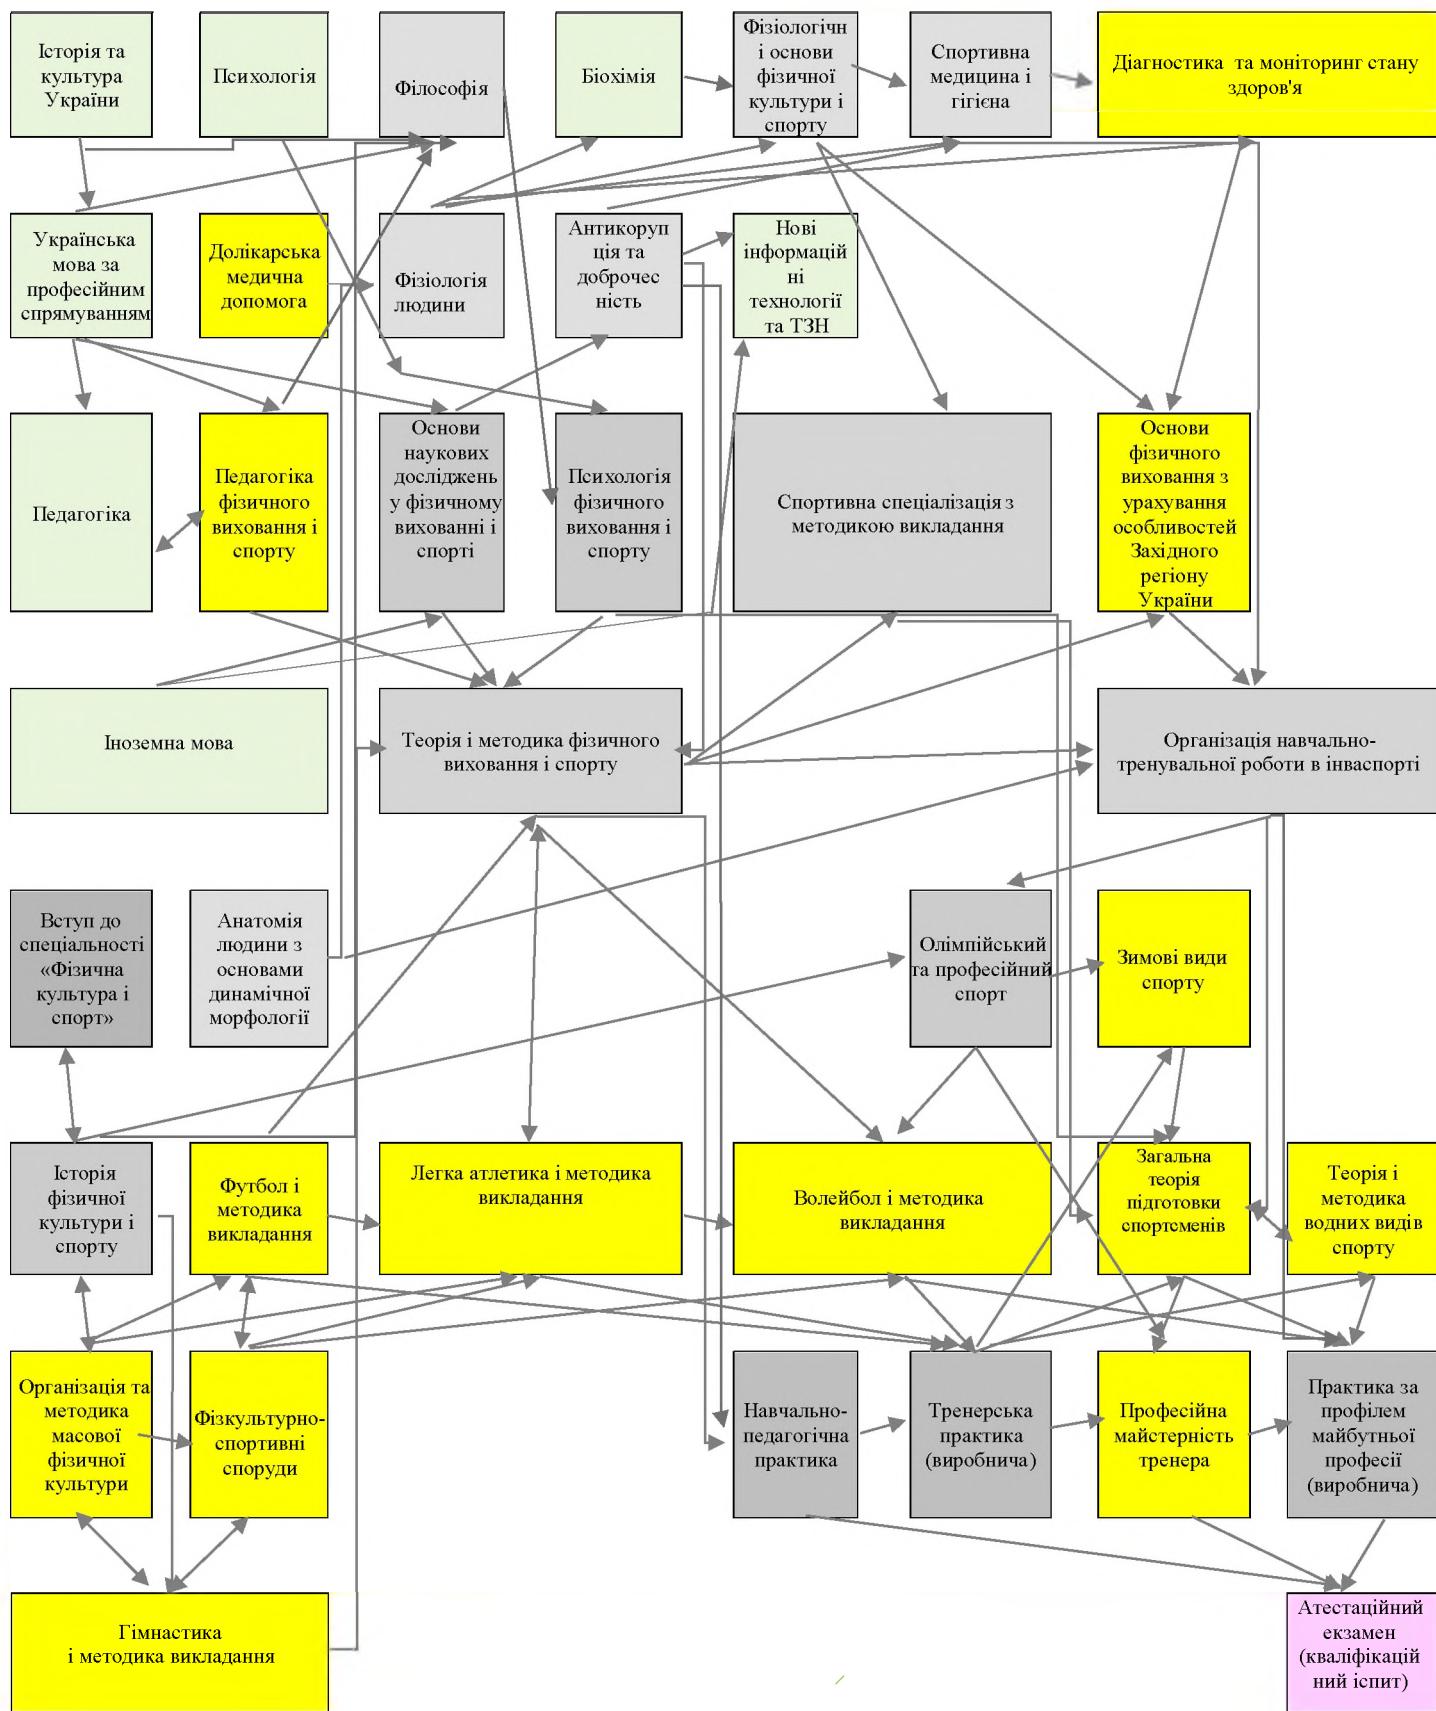 Історія та
культура
України
Психологія
Філософія
Біохімія
Фізіологічн
і основи
фізичної
культури і
спорту
Спортивна
медицина і
гігієна
Діагностика та моніторинг стану
здоров'я
Українська
мова за
професійним
спрямуванням
Долікарська
медична
допомога
Фізіологія
людини
Антикоруп
ція та
доброчес
ність
Нові
інформацій
ні
технології
та ТЗН
Педагогіка
Педагогіка
фізичного
виховання і
спорту
Основи
наукових
досліджень
у фізичному
вихованні і
спорті
Психологія
фізичного
виховання і
спорту
Спортивна спеціалізація з
методикою викладання
Основи
фізичного
виховання з
урахування
особливостей
Західного
регіону
України
Іноземна мова
Теорія і методика фізичного
виховання і спорту
Організація навчально-
тренувальної роботи в інваспорті
Вступ до
спеціальності
«Фізична
культура і
спорт»
Анатомія
людини з
основами
динамічної
морфології
Олімпійський
та професійний
спорт
Зимові види
спорту
Історія
фізичної
культури і
спорту
Футбол і
методика
викладання
Легка атлетика і методика
викладання
Волейбол і методика
викладання
Загальна
теорія
підготовки
спортсменів
Теорія і
методика
водних видів
спорту
Організація та
методика
масової
фізичної
культури
Фізкультурно-
спортивні
споруди
Навчально-
педагогічна
практика
Тренерська
практика
(виробнича)
Професійна
майстерність
тренера
Практика за
профілем
майбутньої
професії
(виробнича)
Гімнастика
і методика викладання
Атестаційний
екзамен
(кваліфікацій
ний іспит)